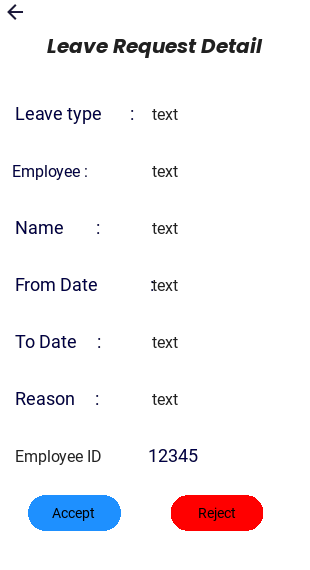 Leave Request Detail
Leave type : text
Employee : text
Name : text
From Date : text
To Date : text
Reason : text
Employee ID 12345
Accept Reject